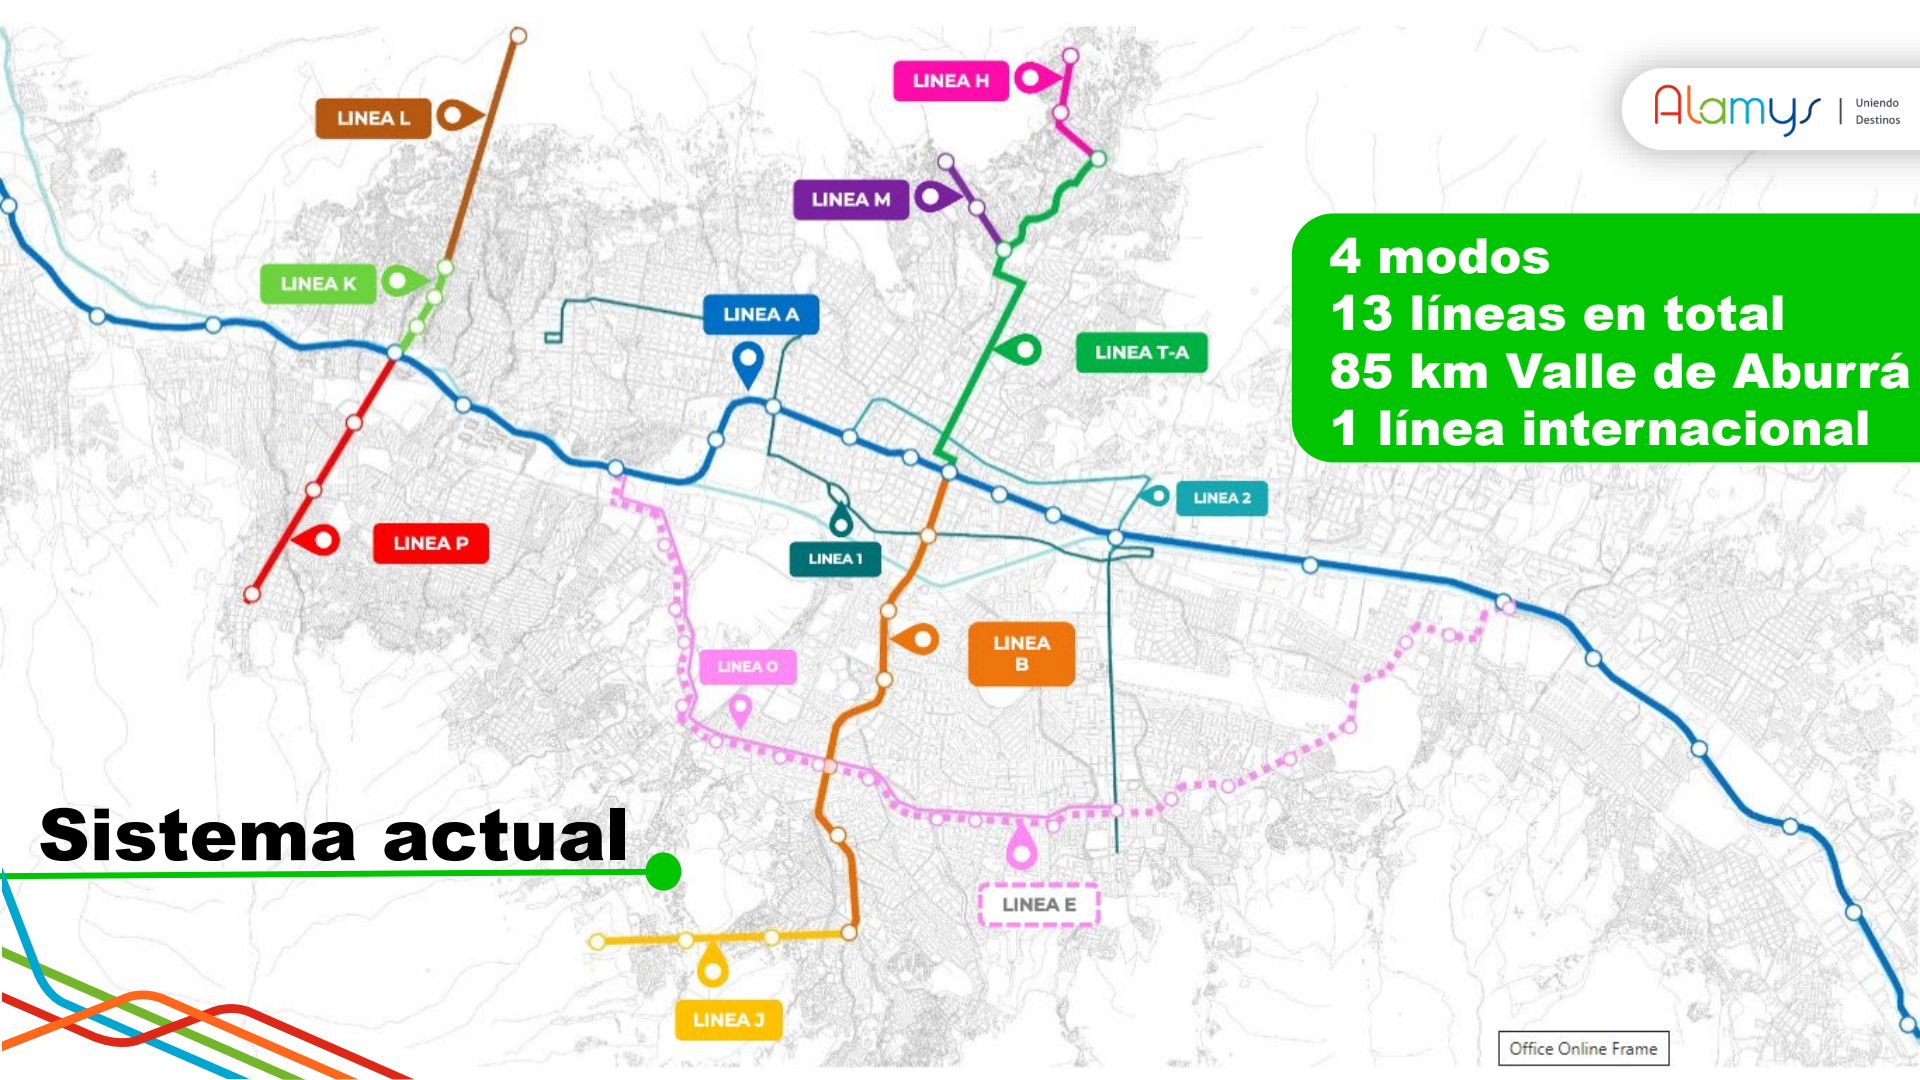 LINEA H
LINEA L
Alamys
Uniendo
Destinos
LINEA M
4 modos
13 líneas en total
85 km Valle de Aburrá
1 línea internacional
LINEA K
LINEA A
LINEA T-A
LINEA 2
LINEA P
LINEA 1
LINEA
B
LINEA O
Sistema actual
LINEA E
LINEA J
Office Online Frame